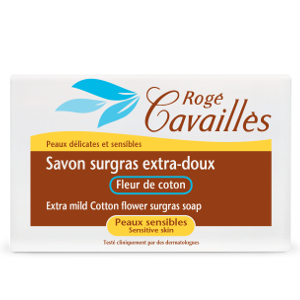 Rogé
Cavaillès
Peaux délicates et sensibles
Savon surgras extra-doux
Fleur de coton
Extra mild Cotton flower surgras soap
Peaux sensibles
Sensitive skin
Testé cliniquement par des dermatologues